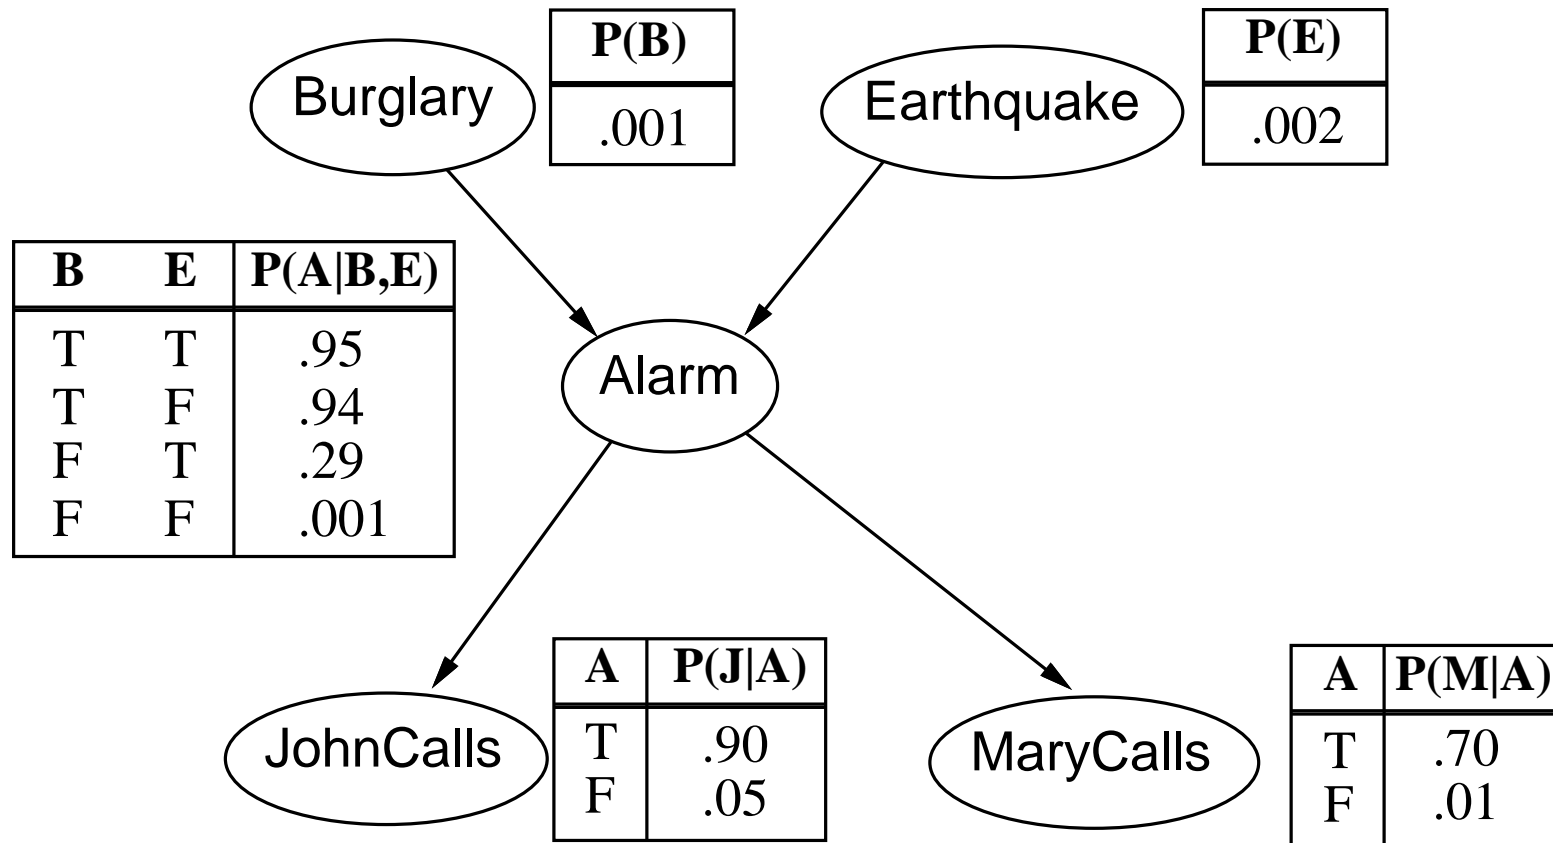 Burglary
P(B)
.001
Earthquake
P(E)
.002
B E P(A|B,E)
T T .95
T F .94
F T .29
F F .001
Alarm
JohnCalls
A P(J|A)
T .90
F .05
MaryCalls
A P(M|A)
T .70
F .01